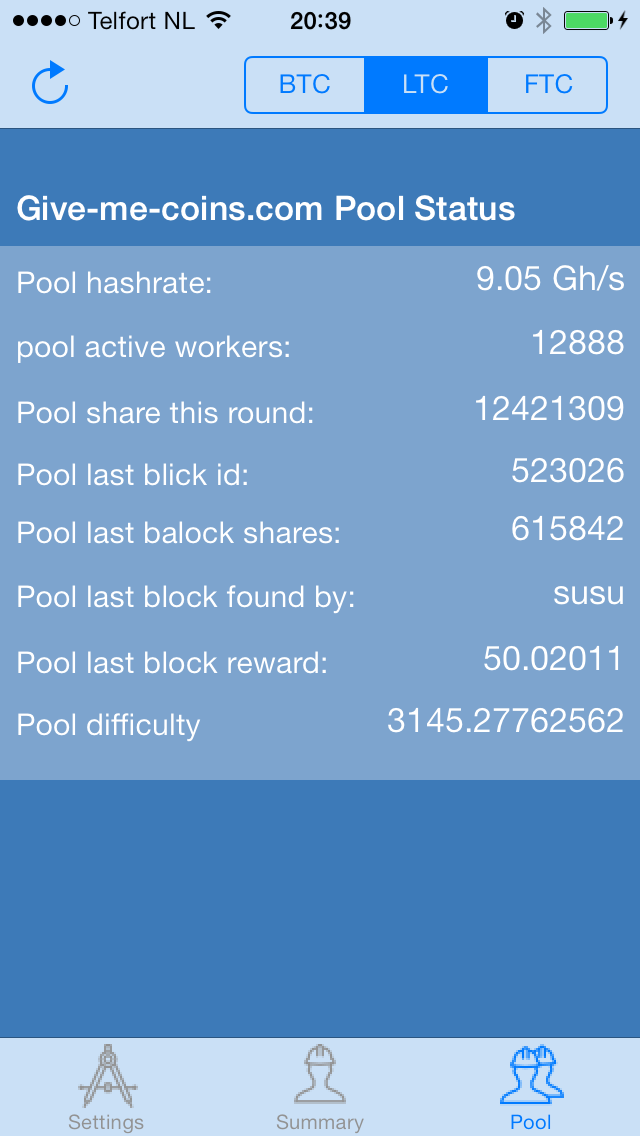 Telfort NL 20:39
BTC LTC FTC
Give-me-coins.com Pool Status
Pool hashrate: 9.05 Gh/s
pool active workers: 12888
Pool share this round: 12421309
Pool last blick id: 523026
Pool last balock shares: 615842
Pool last block found by: susu
Pool last block reward: 50.02011
Pool difficulty 3145.27762562
Settings Summary Pool